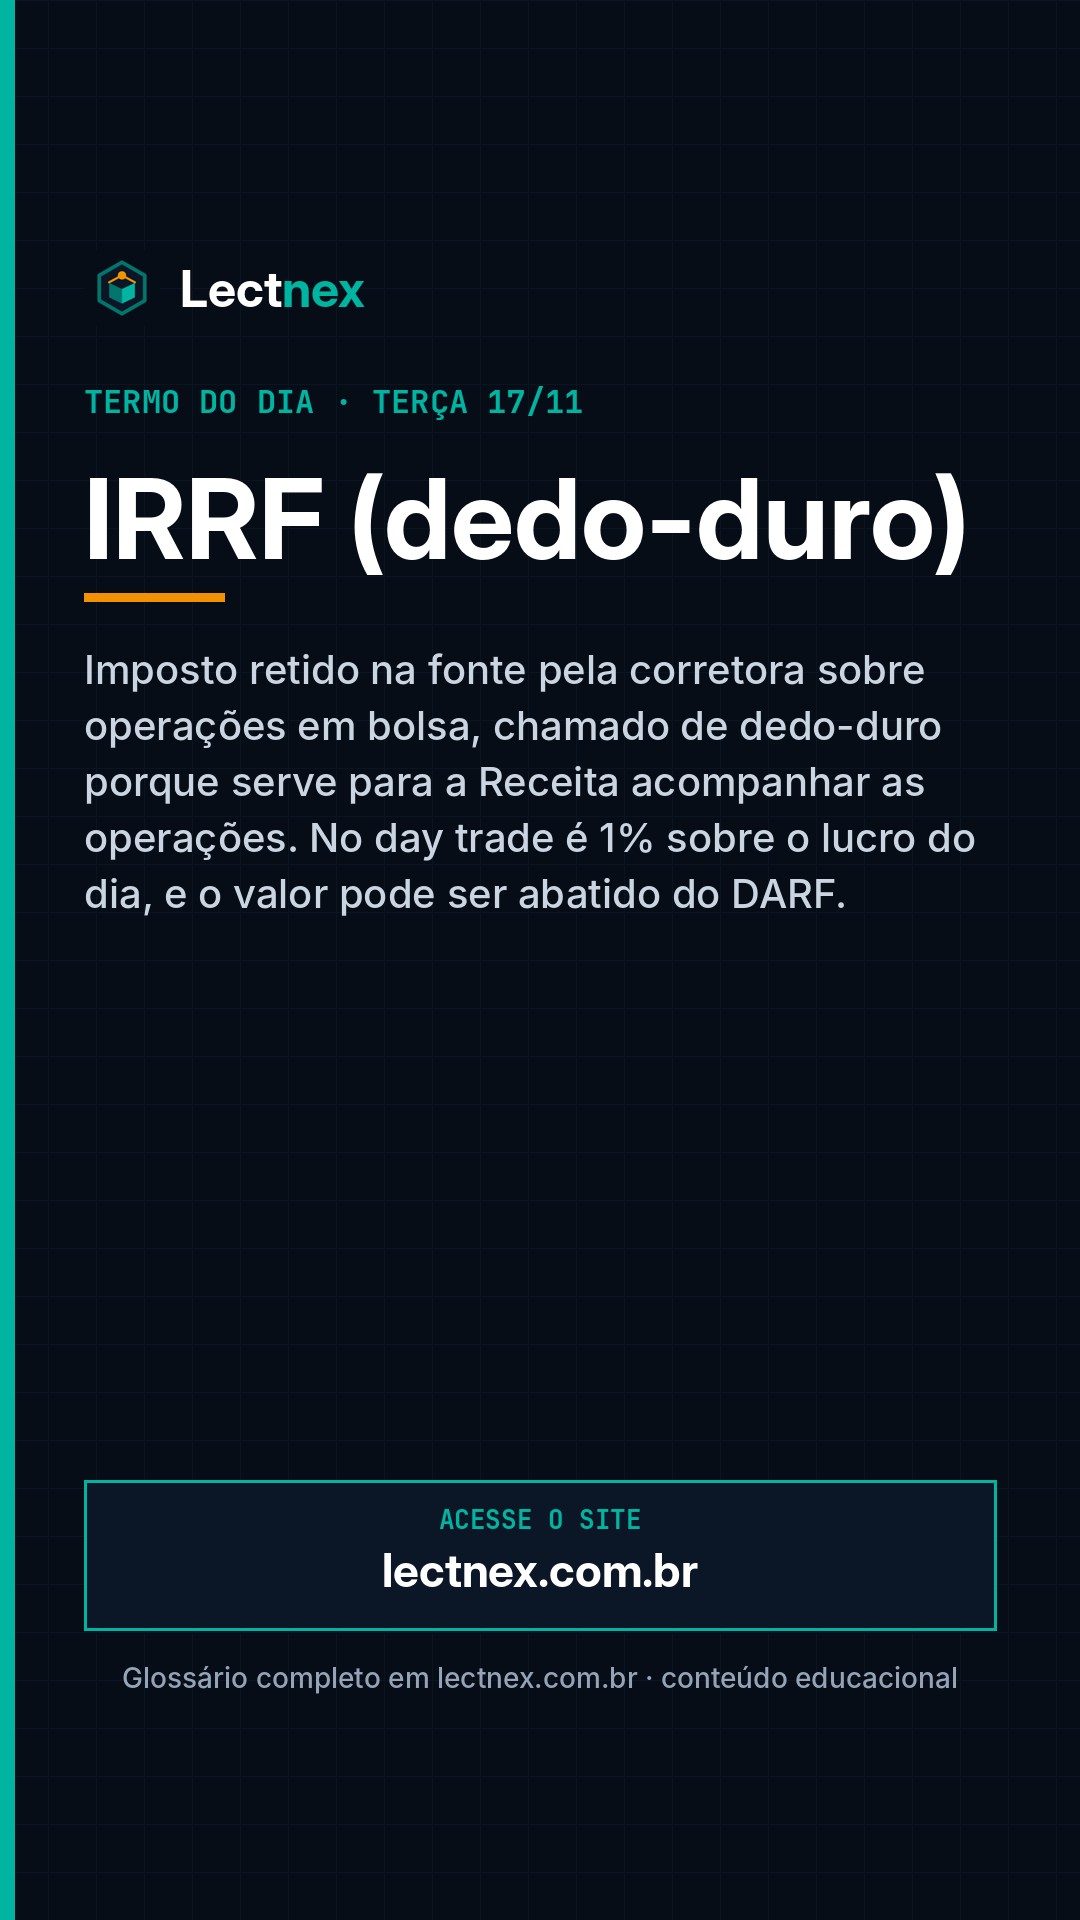 Lectnex
TERMO DO DIA · TERÇA 17/11
IRRF (dedo-duro)
Imposto retido na fonte pela corretora sobre
operações em bolsa, chamado de dedo-duro
porque serve para a Receita acompanhar as
operações. No day trade é 1% sobre o lucro do
dia, e o valor pode ser abatido do DARF.
ACESSE O SITE
lectnex.com.br
Glossário completo em lectnex.com.br · conteúdo educacional